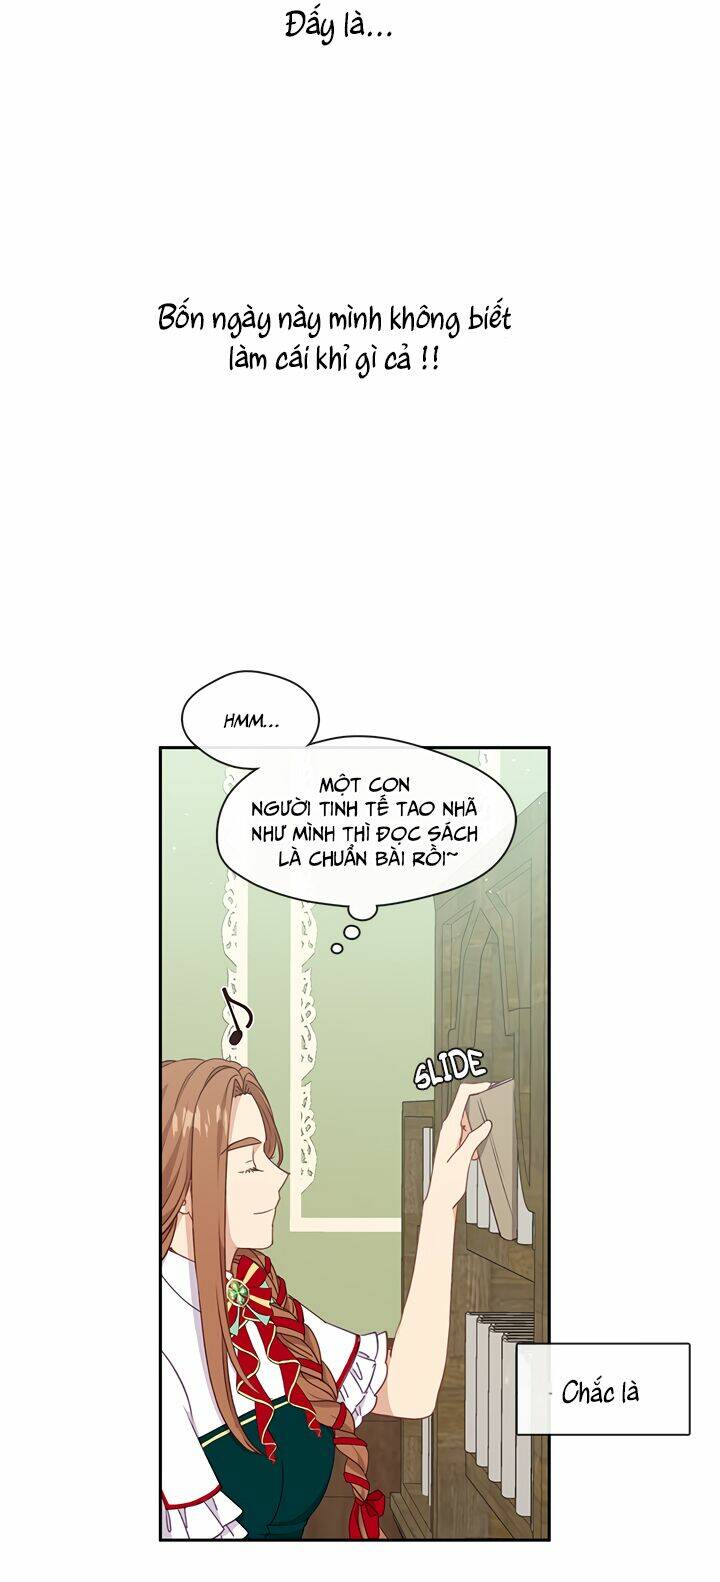 Đấy là...
Bốn ngày này mình không biết
làm cái khỉ gì cả !!
HMM...
MỘT CON
NGƯỜI TINH TẾ TAO NHÃ
NHƯ MÌNH THÌ ĐỌC SÁCH
LÀ CHUẨN BÀI RỒI~
SLIDE
Chắc là